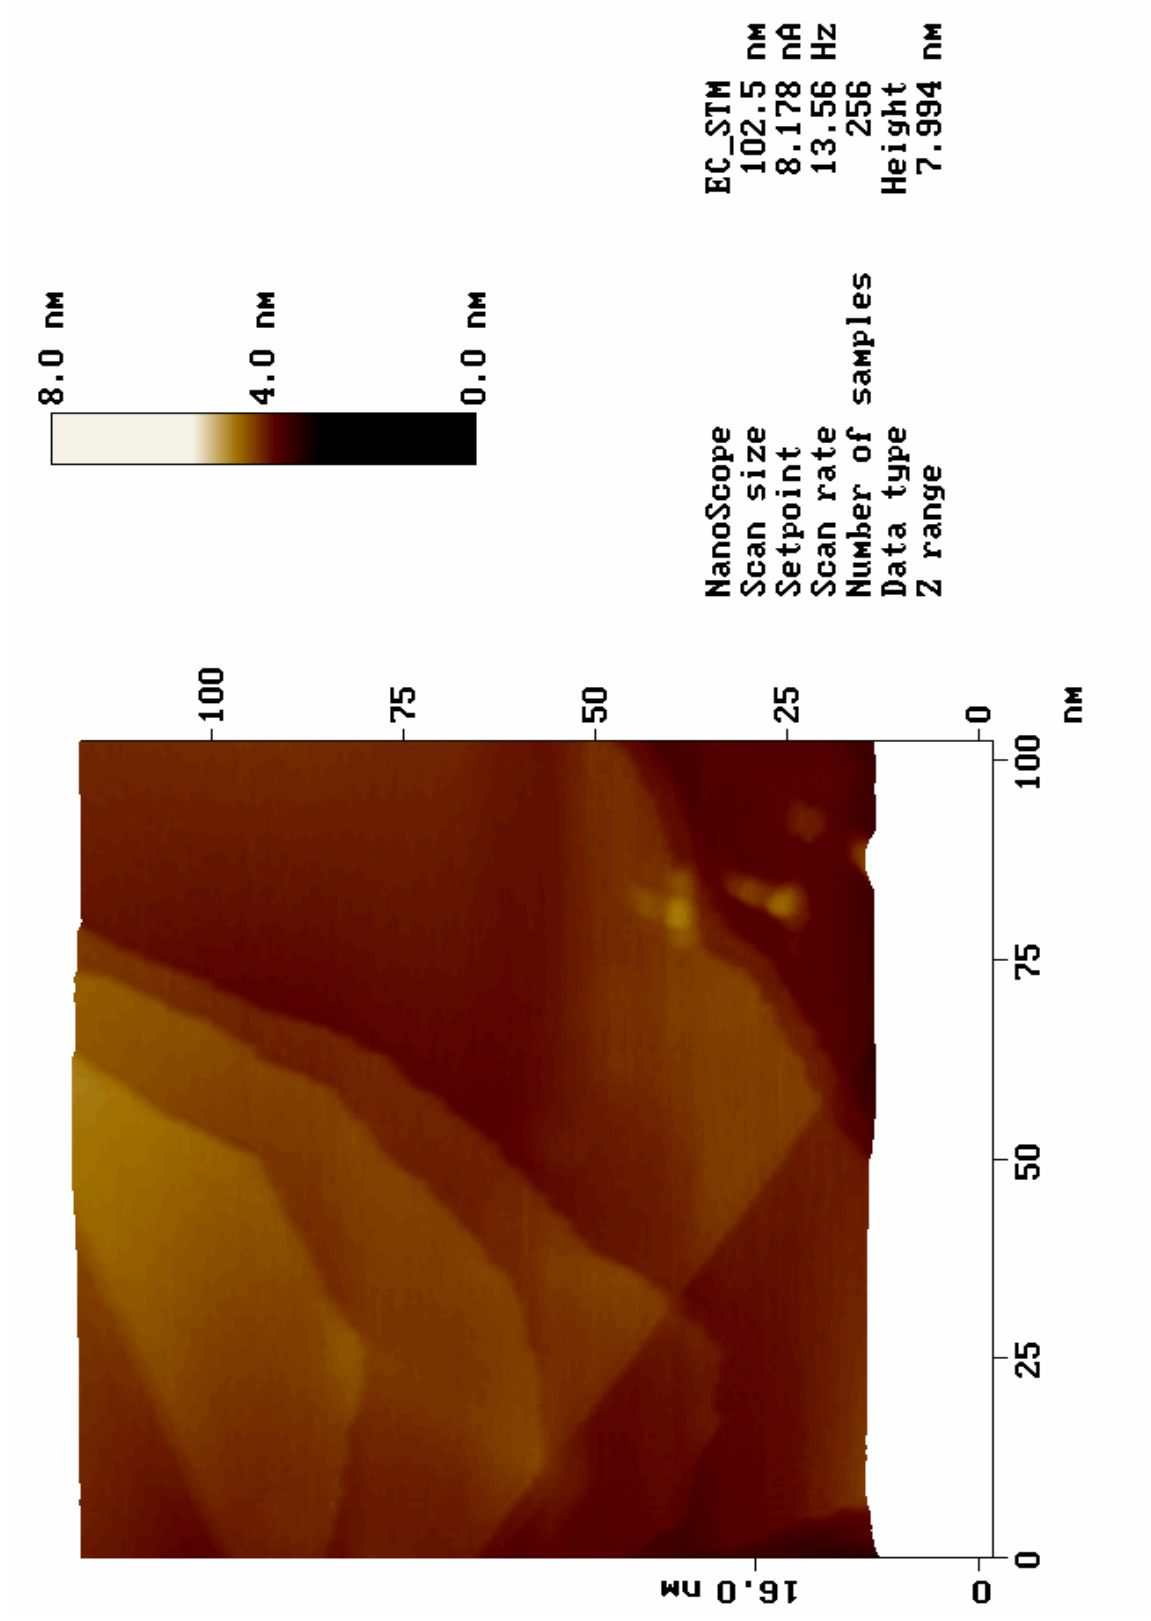 8.0 nm
4.0 nm
0.0 nm
NanoScope EC_STM
Scan size 102.5 nm
Setpoint 8.178 nA
Scan rate 13.56 Hz
Number of samples 256
Data type Height
Z range 7.994 nm
100
75
50
25
0
nm
0
25
50
75
100
16.0 nm
0